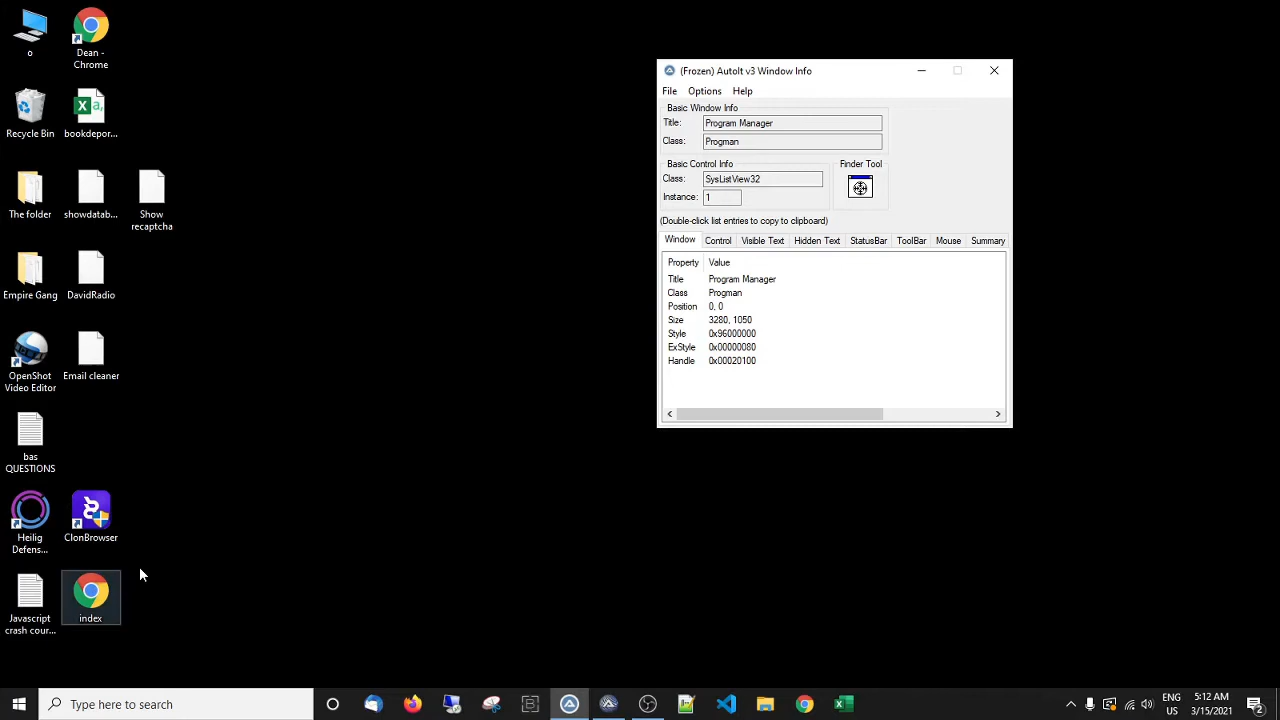 o
Dean -
Chrome
Recycle Bin
bookdepor...
The folder
showdatab...
Show
recaptcha
Empire Gang
DavidRadio
OpenShot
Video Editor
Email cleaner
bas
QUESTIONS
Heilig
Defens...
ClonBrowser
Javascript
crash cour...
index
(Frozen) AutoIt v3 Window Info
File Options Help
Basic Window Info
Title: Program Manager
Class: Progman
Basic Control Info
Finder Tool
Class: SysListView32
Instance: 1
(Double-click list entries to copy to clipboard)
Window Control Visible Text Hidden Text StatusBar ToolBar Mouse Summary
Property Value
Title Program Manager
Class Progman
Position 0, 0
Size 3280, 1050
Style 0x96000000
ExStyle 0x00000080
Handle 0x00020100
Type here to search
ENG
US
5:12 AM
3/15/2021
2